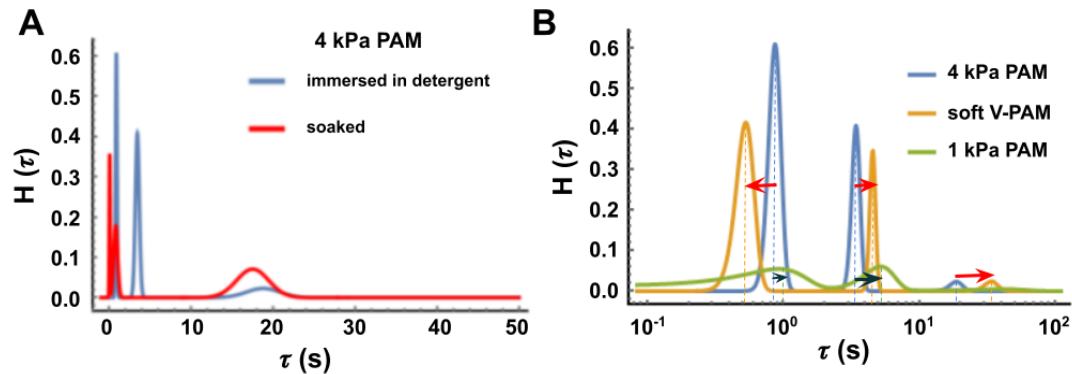 A
4 kPa PAM
immersed in detergent
soaked
H (τ)
0.6
0.5
0.4
0.3
0.2
0.1
0.0
0 10 20 30 40 50
τ (s)
B
4 kPa PAM
soft V-PAM
1 kPa PAM
H (τ)
0.6
0.5
0.4
0.3
0.2
0.1
0.0
10⁻¹ 10⁰ 10¹ 10²
τ (s)